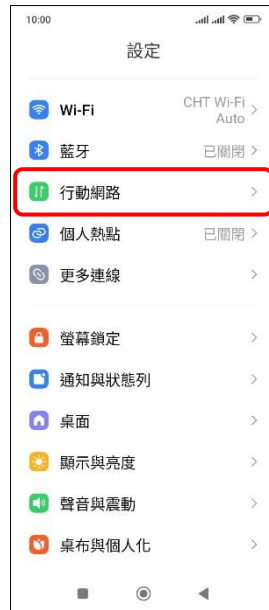 10:00
設定
Wi-Fi
CHT Wi-Fi
Auto
藍牙
已關閉
行動網路
個人熱點
已關閉
更多連線
螢幕鎖定
通知與狀態列
桌面
顯示與亮度
聲音與震動
桌布與個人化